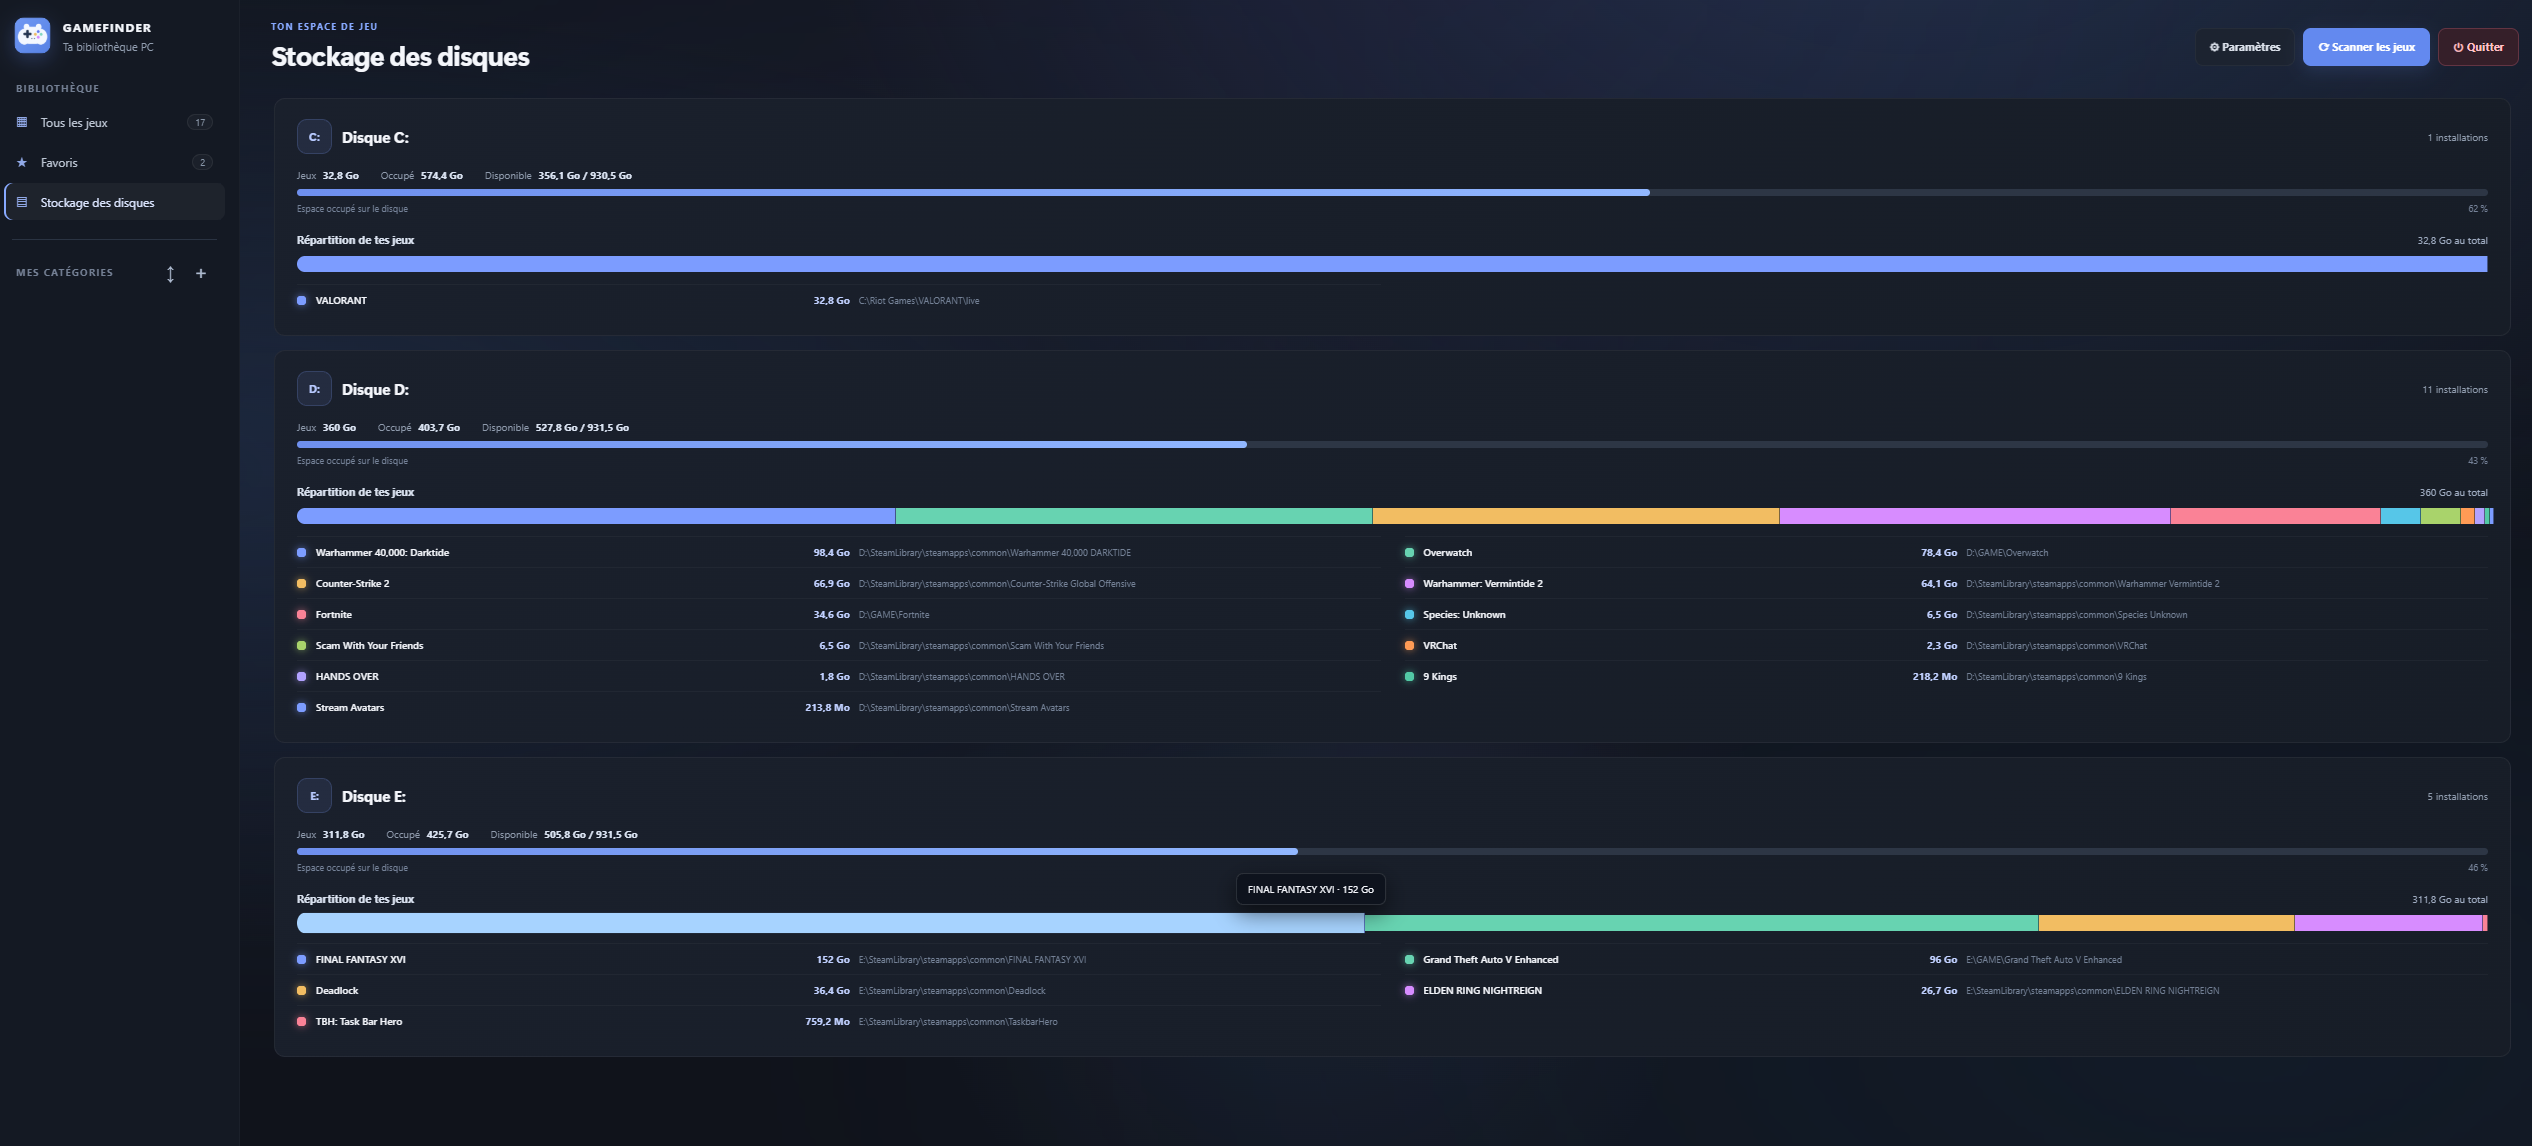 GAMEFINDER
Ta bibliothèque PC
BIBLIOTHÈQUE
Tous les jeux 17
Favoris 2
Stockage des disques
MES CATÉGORIES
TON ESPACE DE JEU
Stockage des disques
Paramètres
Scanner les jeux
Quitter
C: Disque C: 1 installations
Jeux 32,8 Go Occupé 574,4 Go Disponible 356,1 Go / 930,5 Go
Espace occupé sur le disque 62 %
Répartition de tes jeux 32,8 Go au total
VALORANT 32,8 Go C:\Riot Games\VALORANT\live
D: Disque D: 11 installations
Jeux 360 Go Occupé 403,7 Go Disponible 527,8 Go / 931,5 Go
Espace occupé sur le disque 43 %
Répartition de tes jeux 360 Go au total
Warhammer 40,000: Darktide 98,4 Go D:\SteamLibrary\steamapps\common\Warhammer 40,000 DARKTIDE
Overwatch 78,4 Go D:\GAME\Overwatch
Counter-Strike 2 66,9 Go D:\SteamLibrary\steamapps\common\Counter-Strike Global Offensive
Warhammer: Vermintide 2 64,1 Go D:\SteamLibrary\steamapps\common\Warhammer Vermintide 2
Fortnite 34,6 Go D:\GAME\Fortnite
Species: Unknown 6,5 Go D:\SteamLibrary\steamapps\common\Species Unknown
Scam With Your Friends 6,5 Go D:\SteamLibrary\steamapps\common\Scam With Your Friends
VRChat 2,3 Go D:\SteamLibrary\steamapps\common\VRChat
HANDS OVER 1,8 Go D:\SteamLibrary\steamapps\common\HANDS OVER
9 Kings 218,2 Mo D:\SteamLibrary\steamapps\common\9 Kings
Stream Avatars 213,8 Mo D:\SteamLibrary\steamapps\common\Stream Avatars
E: Disque E: 5 installations
Jeux 311,8 Go Occupé 425,7 Go Disponible 505,8 Go / 931,5 Go
Espace occupé sur le disque 46 %
FINAL FANTASY XVI · 152 Go
Répartition de tes jeux 311,8 Go au total
FINAL FANTASY XVI 152 Go E:\SteamLibrary\steamapps\common\FINAL FANTASY XVI
Grand Theft Auto V Enhanced 96 Go E:\GAME\Grand Theft Auto V Enhanced
Deadlock 36,4 Go E:\SteamLibrary\steamapps\common\Deadlock
ELDEN RING NIGHTREIGN 26,7 Go E:\SteamLibrary\steamapps\common\ELDEN RING NIGHTREIGN
TBH: Task Bar Hero 759,2 Mo E:\SteamLibrary\steamapps\common\TaskbarHero